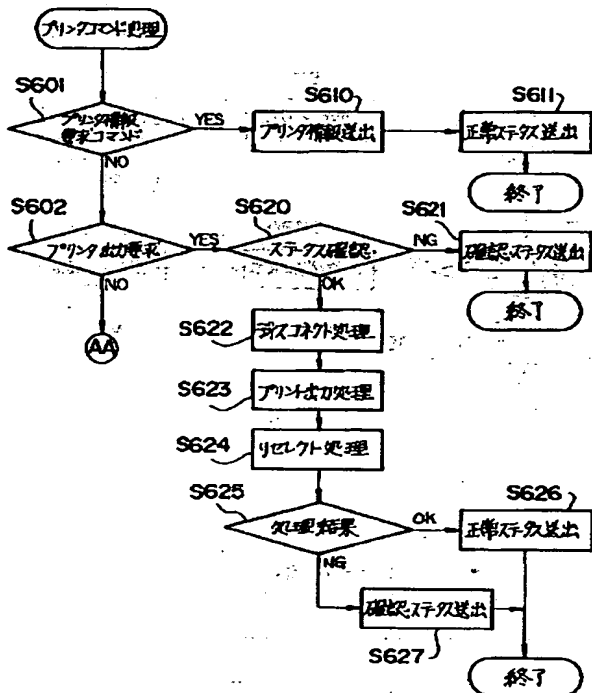 プリンタコマンド処理
S601
プリンタ情報
要求コマンド
YES
NO
S610
プリンタ情報送出
S611
正常ステータス送出
終了
S602
プリンタ出力要求
YES
NO
AA
S620
ステータス確認
NG
OK
S621
確認ステータス送出
終了
S622
ディスコネクト処理
S623
プリント出力処理
S624
リセレクト処理
S625
処理結果
OK
NG
S626
正常ステータス送出
確認ステータス送出
S627
終了